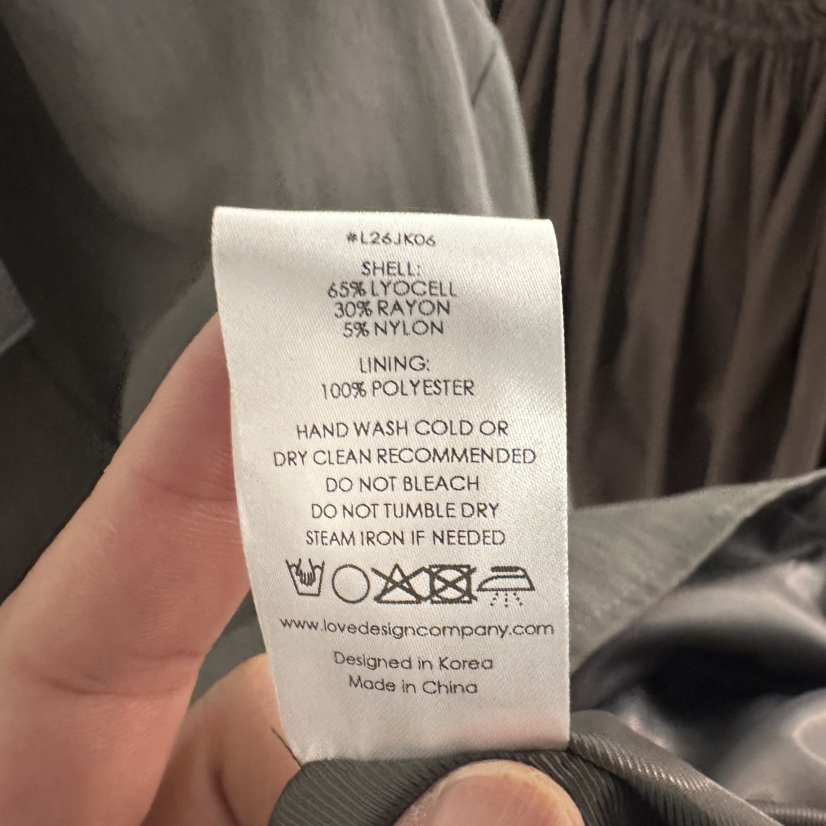 #L26JK06
SHELL:
65% LYOCELL
30% RAYON
5% NYLON
LINING:
100% POLYESTER
HAND WASH COLD OR
DRY CLEAN RECOMMENDED
DO NOT BLEACH
DO NOT TUMBLE DRY
STEAM IRON IF NEEDED
www.lovedesigncompany.com
Designed in Korea
Made in China